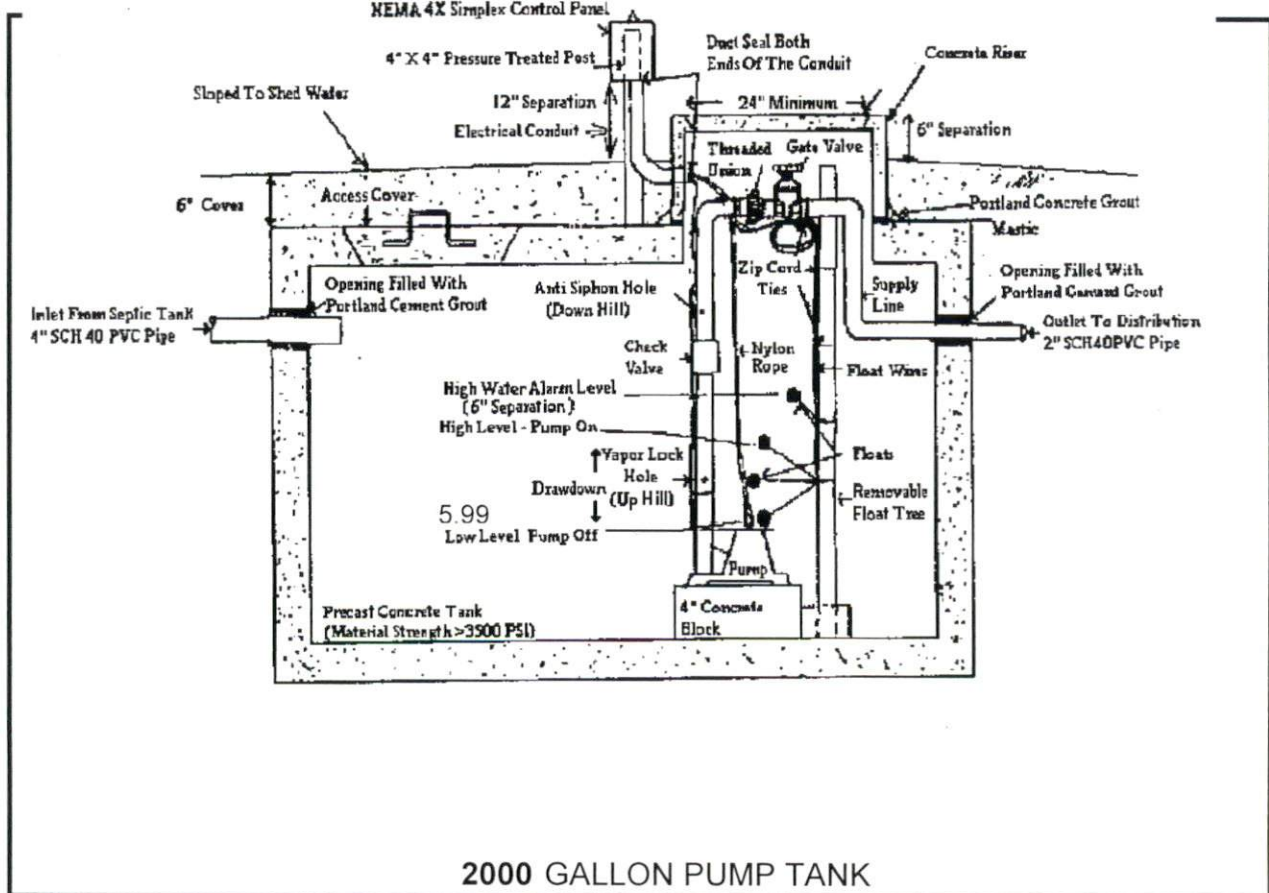 NEMA 4X Simplex Control Panel
4" X 4" Pressure Treated Post
Duct Seal Both
Ends Of The Conduit
Concrete Riser
Sloped To Shed Water
12" Separation
24" Minimum
Electrical Conduit
6" Separation
Threaded
Union
Gate Valve
6" Cover
Access Cover
Portland Concrete Grout
Mastic
Opening Filled With
Portland Cement Grout
Anti Siphon Hole
(Down Hill)
Zip Cord
Ties
Supply
Line
Opening Filled With
Portland Cement Grout
Inlet From Septic Tank
4" SCH 40 PVC Pipe
Outlet To Distribution
2" SCH40PVC Pipe
Check
Valve
Nylon
Rope
Float Wires
High Water Alarm Level
(6" Separation)
High Level - Pump On
Floats
Vapor Lock
Hole
(Up Hill)
Drawdown
Removable
Float Tree
5.99
Low Level Pump Off
Pump
Precast Concrete Tank
(Material Strength >3500 PSI)
4" Concrete
Block
2000 GALLON PUMP TANK